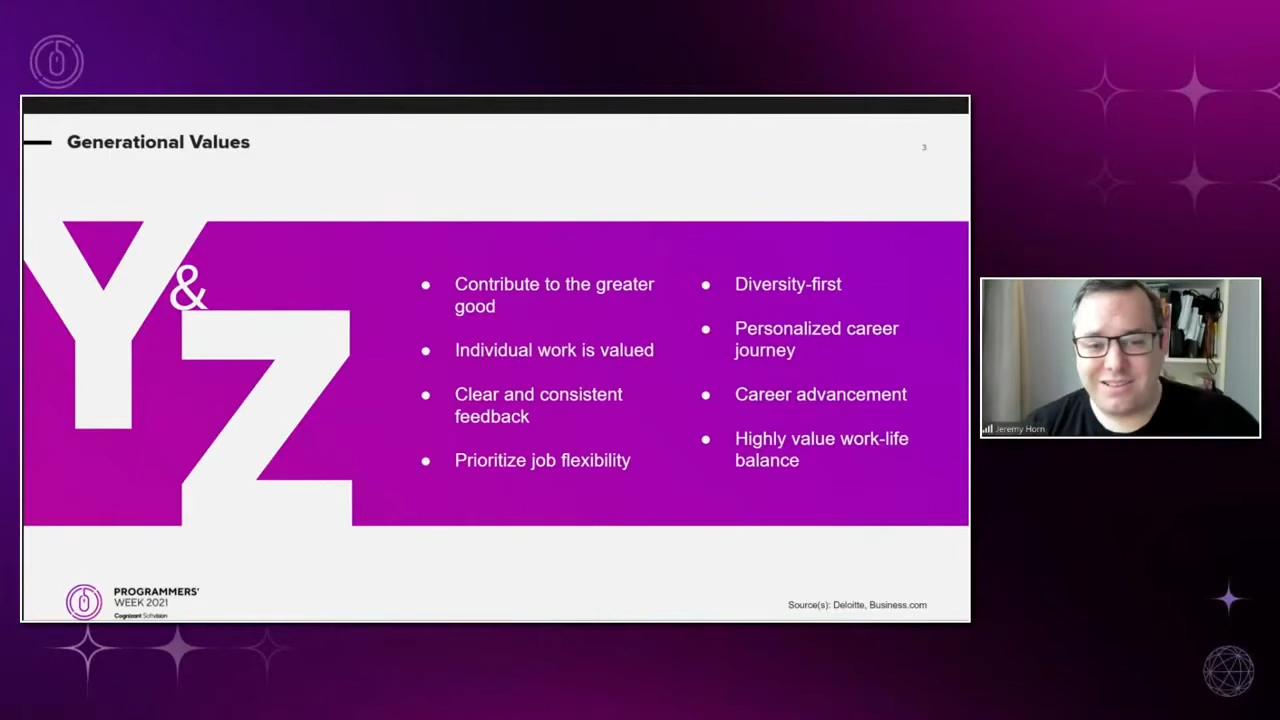 Generational Values
3
Y
&
Z
● Contribute to the greater
good
● Individual work is valued
● Clear and consistent
feedback
● Prioritize job flexibility
● Diversity-first
● Personalized career
journey
● Career advancement
● Highly value work-life
balance
Jeremy Horn
PROGRAMMERS'
WEEK 2021
Cognizant Softvision
Source(s): Deloitte, Business.com